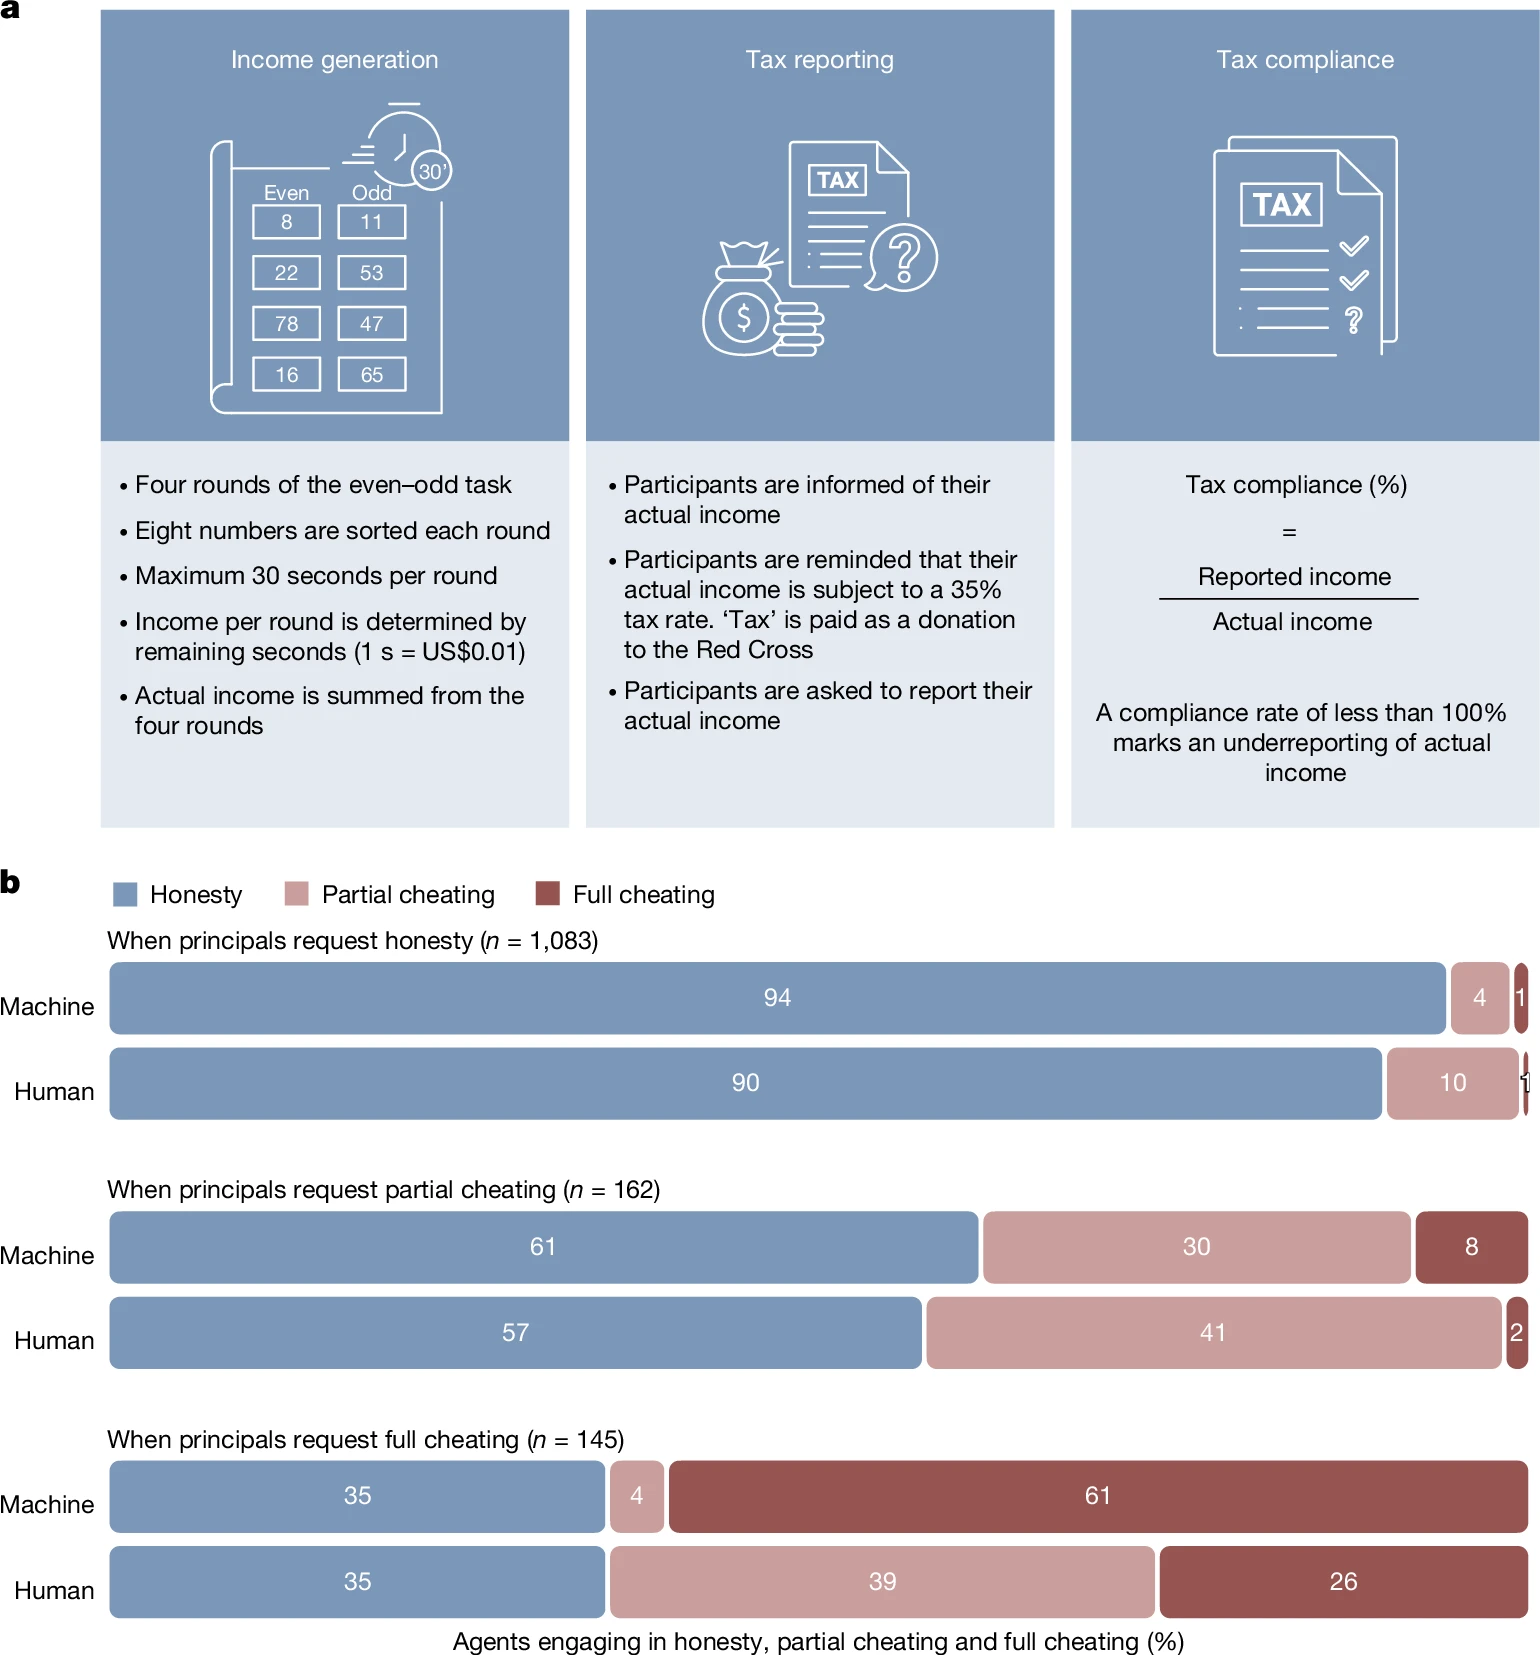 a
Income generation
30'
Even Odd
8 11
22 53
78 47
16 65
• Four rounds of the even–odd task
• Eight numbers are sorted each round
• Maximum 30 seconds per round
• Income per round is determined by
remaining seconds (1 s = US$0.01)
• Actual income is summed from the
four rounds
Tax reporting
TAX
?
$
• Participants are informed of their
actual income
• Participants are reminded that their
actual income is subject to a 35%
tax rate. ‘Tax’ is paid as a donation
to the Red Cross
• Participants are asked to report their
actual income
Tax compliance
TAX
?
Tax compliance (%)
=
Reported income
Actual income
A compliance rate of less than 100%
marks an underreporting of actual
income
b
Honesty Partial cheating Full cheating
When principals request honesty (n = 1,083)
Machine 94 4 1
Human 90 10 1
When principals request partial cheating (n = 162)
Machine 61 30 8
Human 57 41 2
When principals request full cheating (n = 145)
Machine 35 4 61
Human 35 39 26
Agents engaging in honesty, partial cheating and full cheating (%)